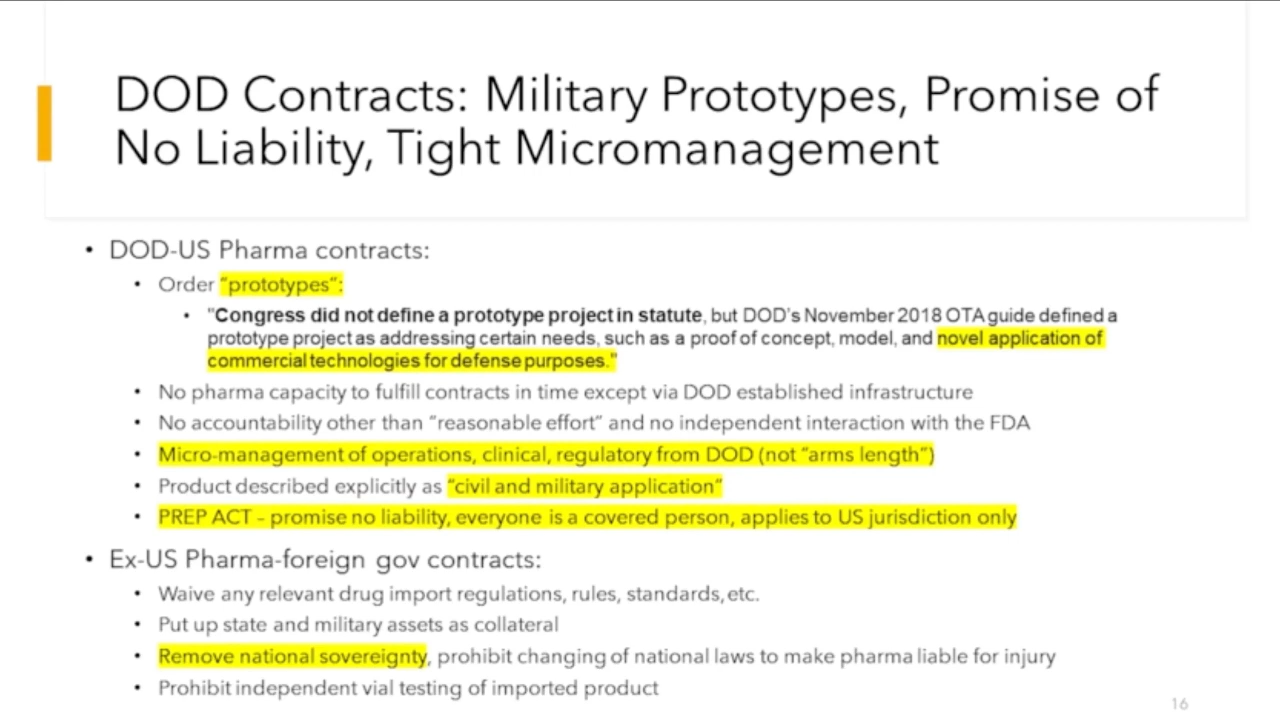 DOD Contracts: Military Prototypes, Promise of
No Liability, Tight Micromanagement
• DOD-US Pharma contracts:
• Order “prototypes”:
• "Congress did not define a prototype project in statute, but DOD's November 2018 OTA guide defined a
prototype project as addressing certain needs, such as a proof of concept, model, and novel application of
commercial technologies for defense purposes."
• No pharma capacity to fulfill contracts in time except via DOD established infrastructure
• No accountability other than “reasonable effort” and no independent interaction with the FDA
• Micro-management of operations, clinical, regulatory from DOD (not “arms length”)
• Product described explicitly as “civil and military application”
• PREP ACT – promise no liability, everyone is a covered person, applies to US jurisdiction only
• Ex-US Pharma-foreign gov contracts:
• Waive any relevant drug import regulations, rules, standards, etc.
• Put up state and military assets as collateral
• Remove national sovereignty, prohibit changing of national laws to make pharma liable for injury
• Prohibit independent vial testing of imported product
16